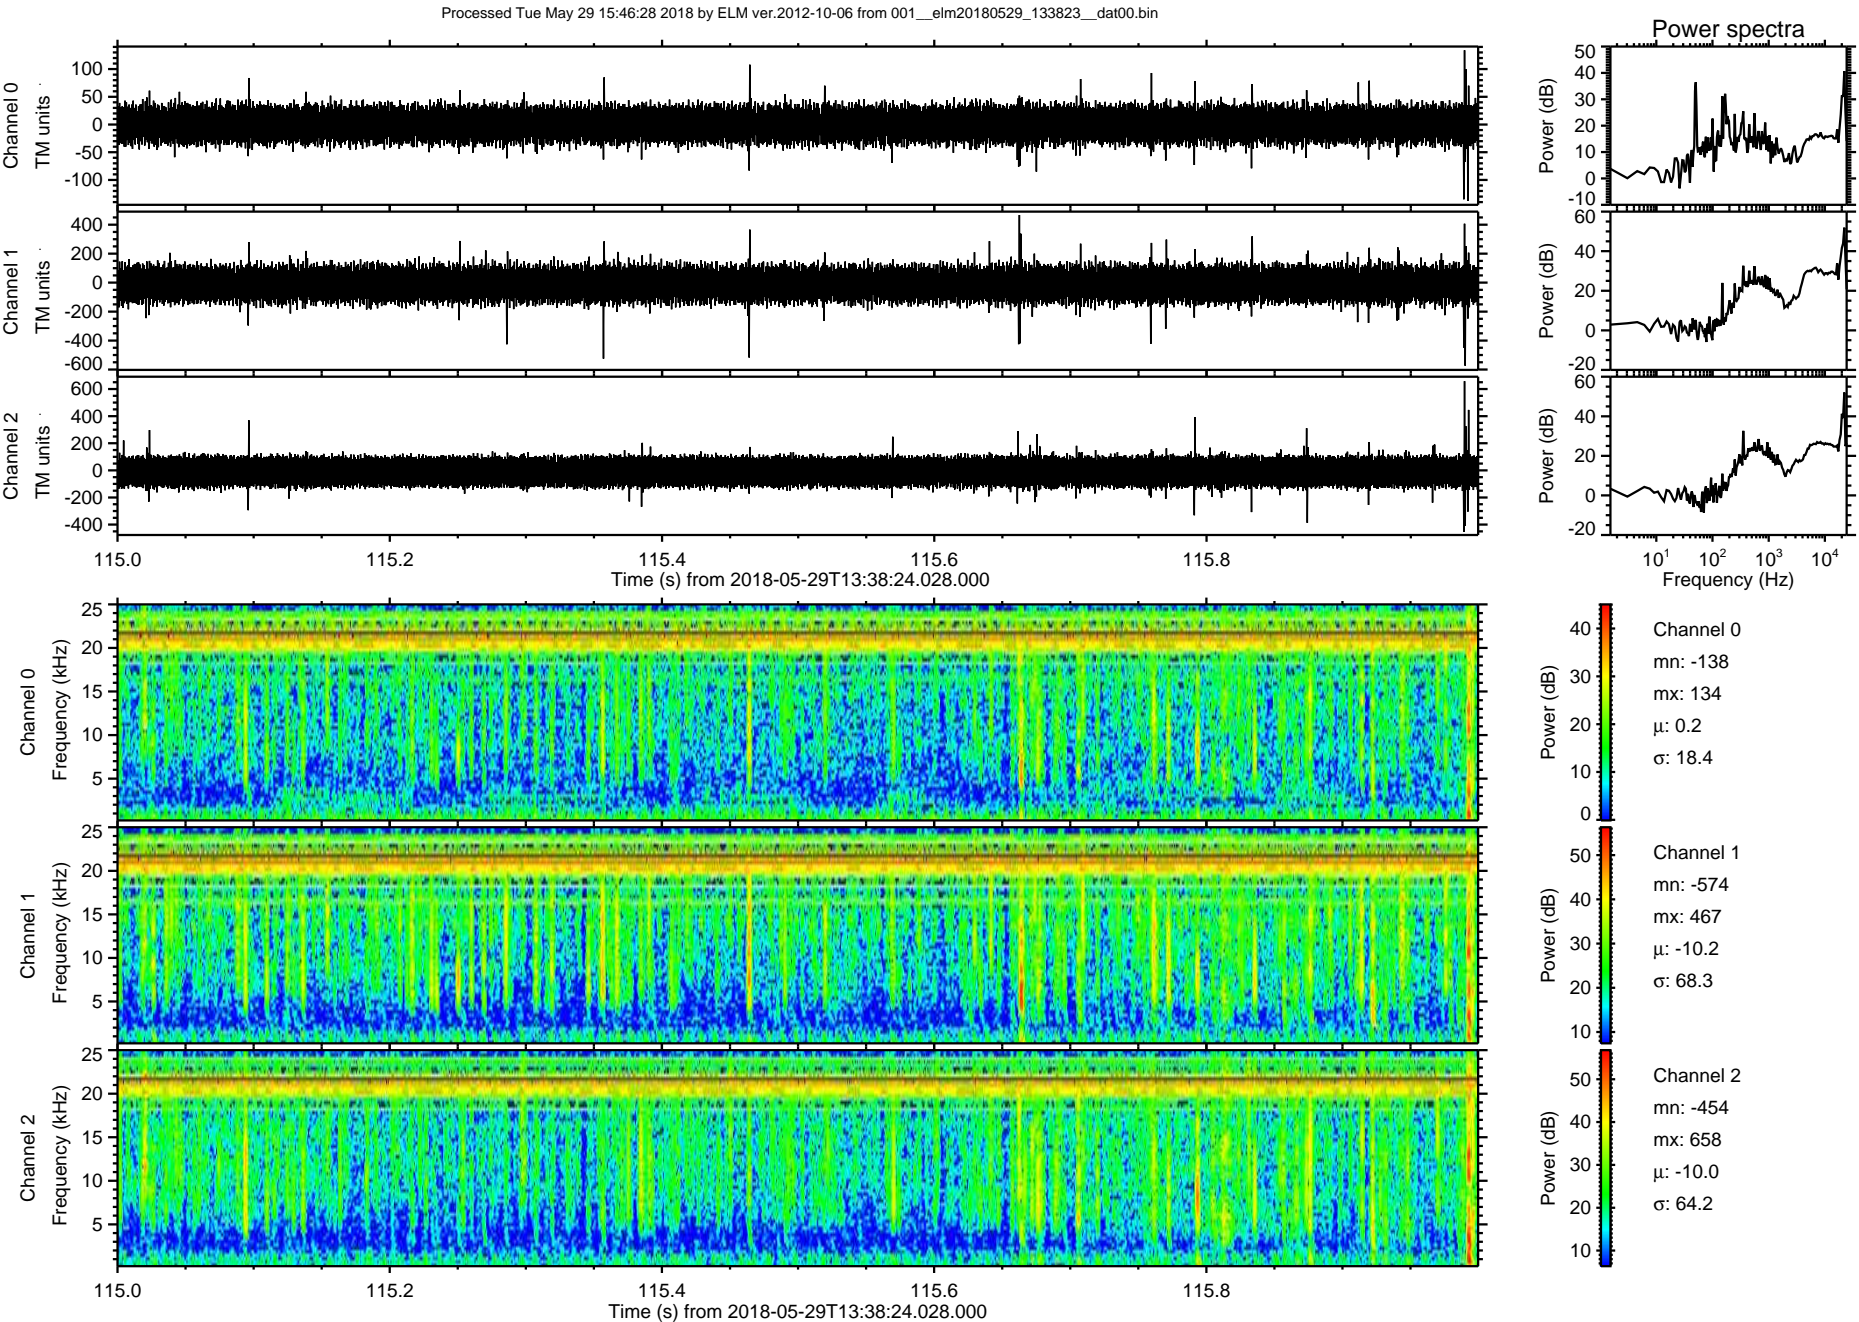 Processed Tue May 29 15:46:28 2018 by ELM ver.2012-10-06 from 001__elm20180529_133823__dat00.bin
Power spectra
Channel 0
TM units
100
50
0
-50
-100
Power (dB)
50
40
30
20
10
0
-10
Channel 1
TM units
400
200
0
-200
-400
-600
Power (dB)
60
40
20
0
-20
Channel 2
TM units
600
400
200
0
-200
-400
Power (dB)
60
40
20
0
-20
115.0 115.2 115.4 115.6 115.8
Time (s) from 2018-05-29T13:38:24.028.000
10¹ 10² 10³ 10⁴
Frequency (Hz)
Channel 0
Frequency (kHz)
25
20
15
10
5
Power (dB)
40
30
20
10
0
Channel 0
mn: -138
mx: 134
μ: 0.2
σ: 18.4
Channel 1
Frequency (kHz)
25
20
15
10
5
Power (dB)
50
40
30
20
10
Channel 1
mn: -574
mx: 467
μ: -10.2
σ: 68.3
Channel 2
Frequency (kHz)
25
20
15
10
5
Power (dB)
50
40
30
20
10
Channel 2
mn: -454
mx: 658
μ: -10.0
σ: 64.2
115.0 115.2 115.4 115.6 115.8
Time (s) from 2018-05-29T13:38:24.028.000